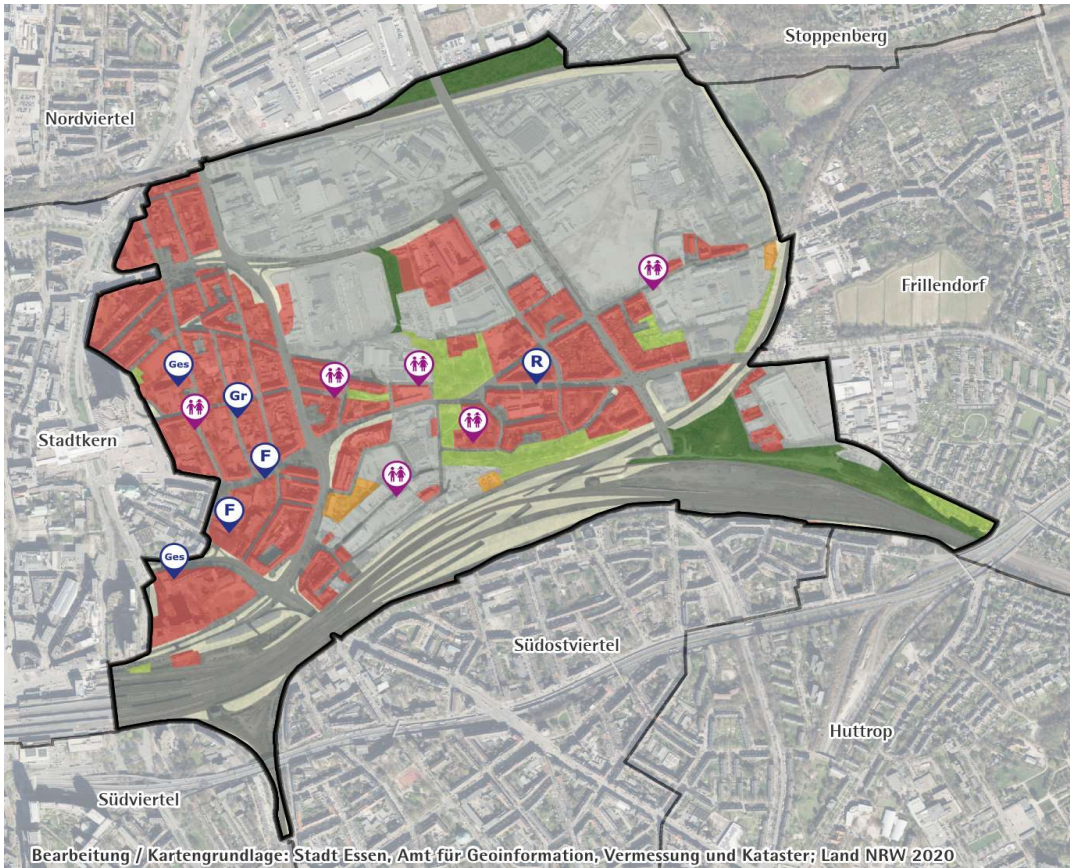 Stoppenberg
Nordviertel
Frillendorf
Ges
R
Gr
Stadtkern
F
F
Ges
Südostviertel
Huttrop
Südviertel
Bearbeitung / Kartengrundlage: Stadt Essen, Amt für Geoinformation, Vermessung und Kataster; Land NRW 2020